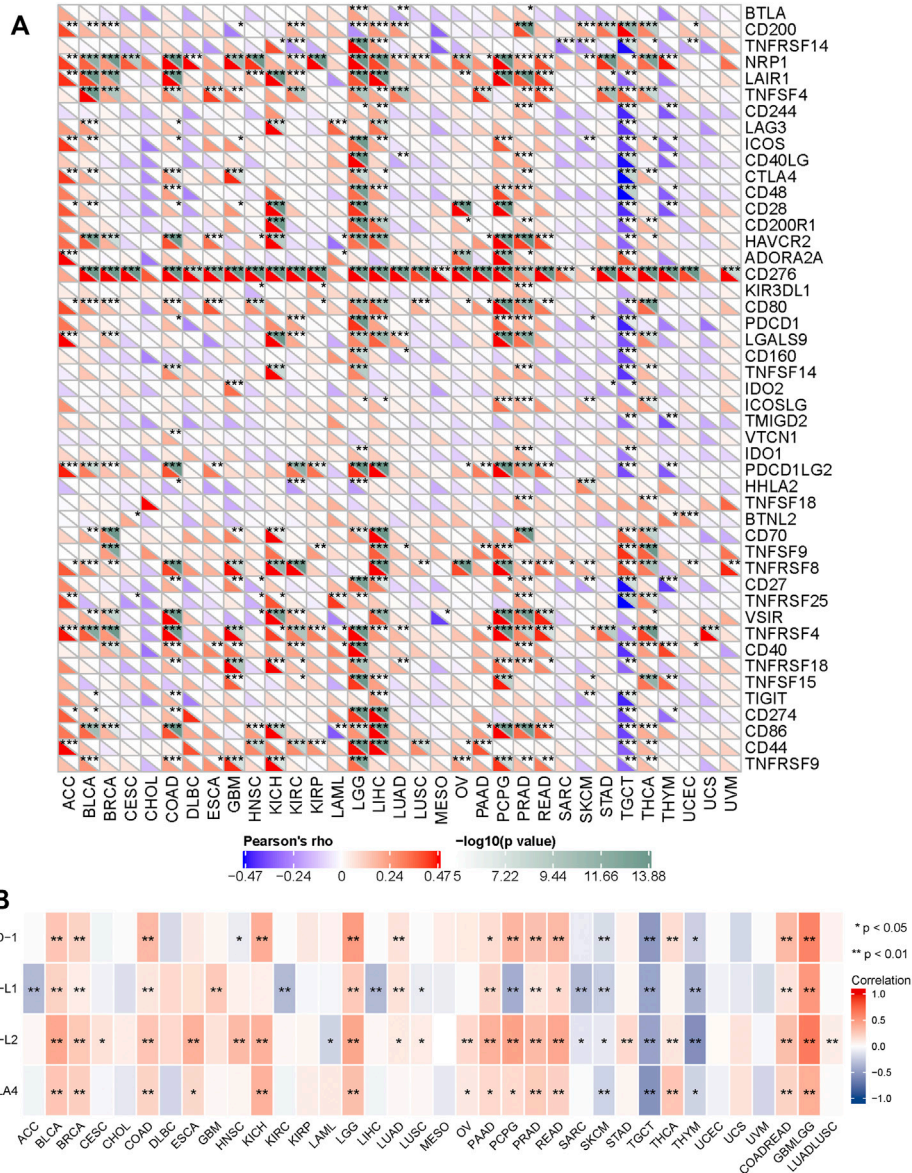 A
BTLA
CD200
TNFRSF14
NRP1
LAIR1
TNFSF4
CD244
LAG3
ICOS
CD40LG
CTLA4
CD48
CD28
CD200R1
HAVCR2
ADORA2A
CD276
KIR3DL1
CD80
PDCD1
LGALS9
CD160
TNFSF14
IDO2
ICOSLG
TMIGD2
VTCN1
IDO1
PDCD1LG2
HHLA2
TNFSF18
BTNL2
CD70
TNFSF9
TNFRSF8
CD27
TNFRSF25
VSIR
TNFRSF4
CD40
TNFRSF18
TNFSF15
TIGIT
CD274
CD86
CD44
TNFRSF9
ACC BLCA BRCA CESC CHOL COAD DLBC ESCA GBM HNSC KICH KIRC KIRP LAML LGG LIHC LUAD LUSC MESO OV PAAD PCPG PRAD READ SARC SKCM STAD TGCT THCA THYM UCEC UCS UVM
Pearson's rho −log10(p value)
−0.47 −0.24 0 0.24 0.47 5 7.22 9.44 11.66 13.88
B
D−1
−L1
−L2
LA4
* p < 0.05
** p < 0.01
Correlation
1.0
0.5
0.0
−0.5
−1.0
ACC BLCA BRCA CESC CHOL COAD DLBC ESCA GBM HNSC KICH KIRC KIRP LAML LGG LIHC LUAD LUSC MESO OV PAAD PCPG PRAD READ SARC SKCM STAD TGCT THCA THYM UCEC UCS UVM COADREAD GBMLGG LUADLUSC